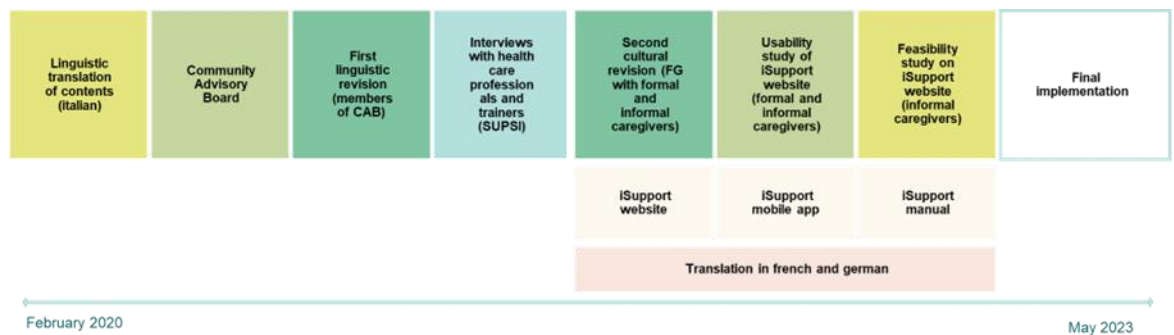 Linguistic
translation
of contents
(italian)
Community
Advisory
Board
First
linguistic
revision
(members
of CAB)
Interviews
with health
care
profession
als and
trainers
(SUPSI)
Second
cultural
revision (FG
with formal
and
informal
caregivers)
Usability
study of
iSupport
website
(formal and
informal
caregivers)
Feasibility
study on
iSupport
website
(informal
caregivers)
Final
implementation
iSupport
website
iSupport
mobile app
iSupport
manual
Translation in french and german
February 2020
May 2023